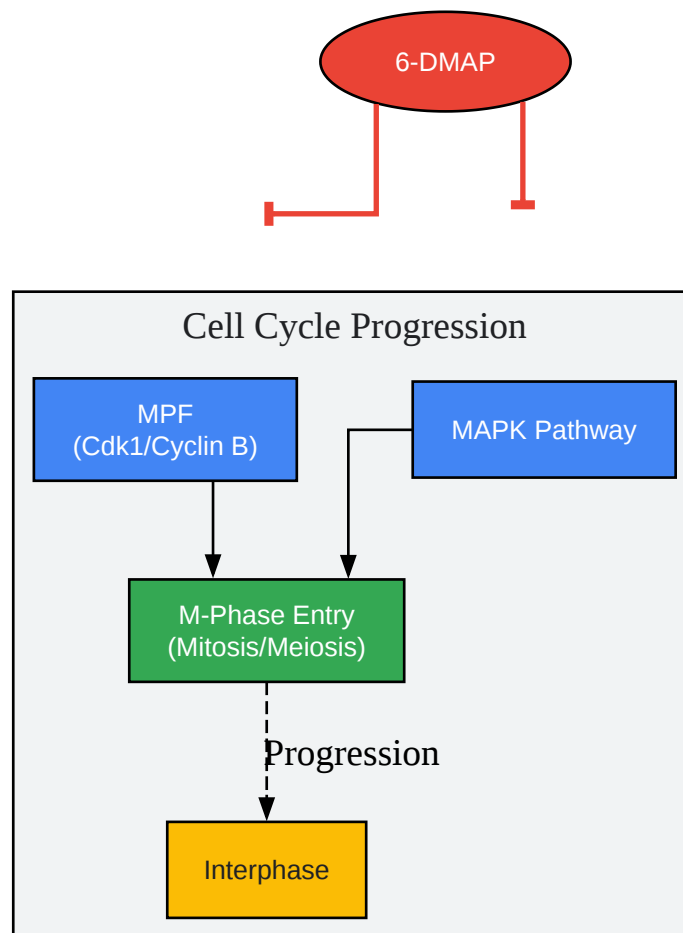 6-DMAP
Cell Cycle Progression
MPF
(Cdk1/Cyclin B)
MAPK Pathway
M-Phase Entry
(Mitosis/Meiosis)
Progression
Interphase